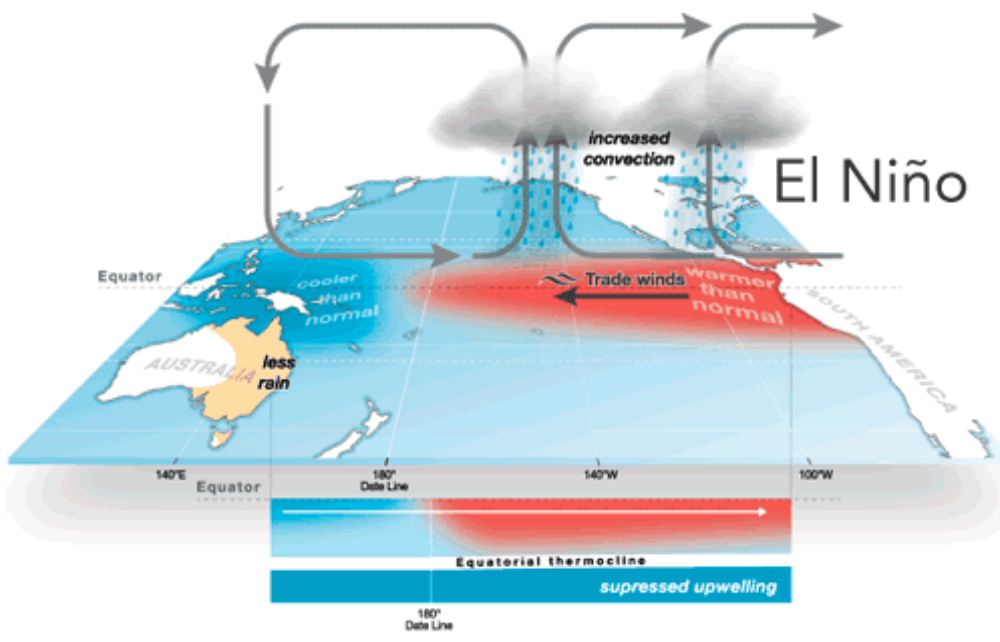 increased
convection
El Niño
Equator
cooler
than
normal
Trade winds
warmer
than
normal
SOUTH AMERICA
AUSTRALIA
less
rain
140°E
180°
Date Line
140°W
100°W
Equator
Equatorial thermocline
supressed upwelling
180°
Date Line